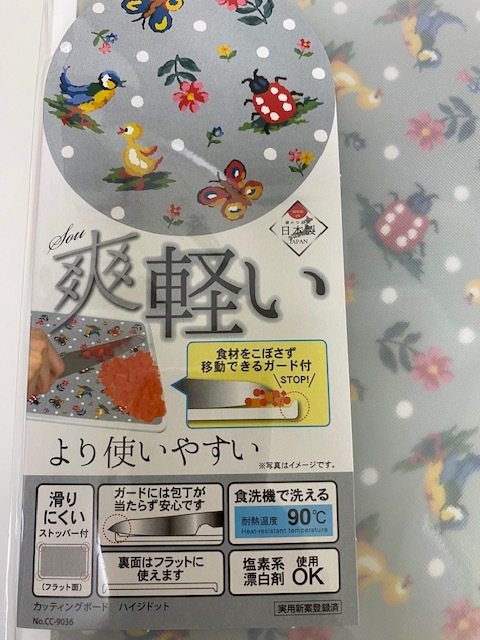 Sou
爽軽い
日本製
JAPAN
食材をこぼさず
移動できるガード付
STOP!
より使いやすい
※写真はイメージです。
滑り
にくい
ストッパー付
(フラット面)
ガードには包丁が
当たらず安心です
裏面はフラットに
使えます
食洗機で洗える
耐熱温度 90℃
Heat-resistant temperature
塩素系
漂白剤
使用
OK
カッティングボード ハイジドット
No.CC-9036
実用新案登録済